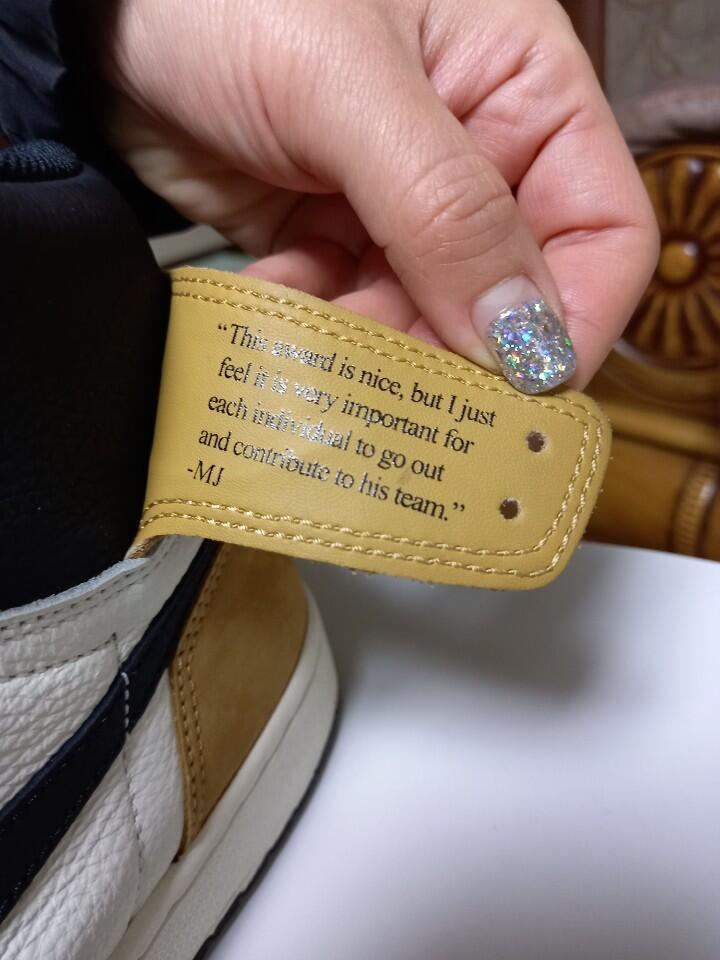 “This award is nice, but I just
feel it is very important for
each individual to go out
and contribute to his team.”
-MJ